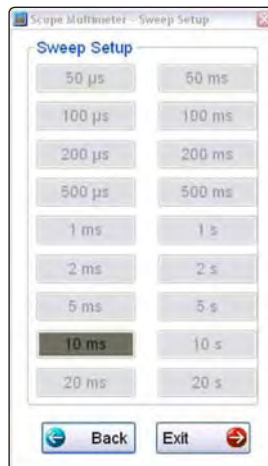 Scope Multimeter - Sweep Setup
Sweep Setup
50 µs 50 ms
100 µs 100 ms
200 µs 200 ms
500 µs 500 ms
1 ms 1 s
2 ms 2 s
5 ms 5 s
10 ms 10 s
20 ms 20 s
Back Exit